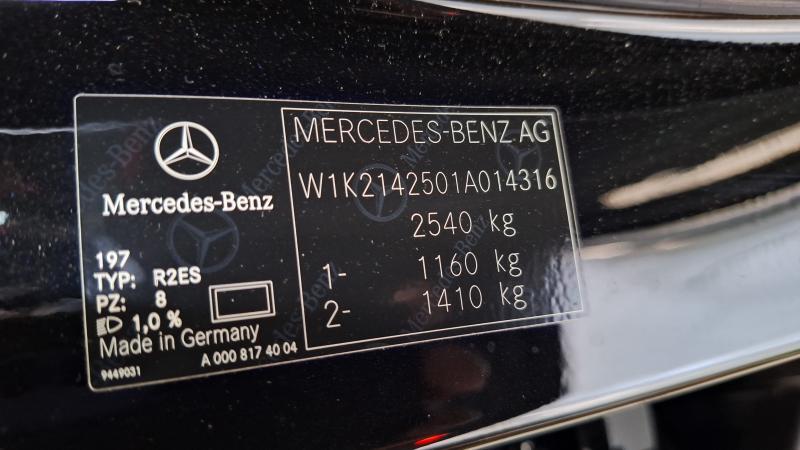 Mercedes-Benz
197
TYP: R2ES
PZ: 8
1,0 %
Made in Germany
A 000 817 40 04
9449031
MERCEDES-BENZ AG
W1K2142501A014316
2540 kg
1- 1160 kg
2- 1410 kg